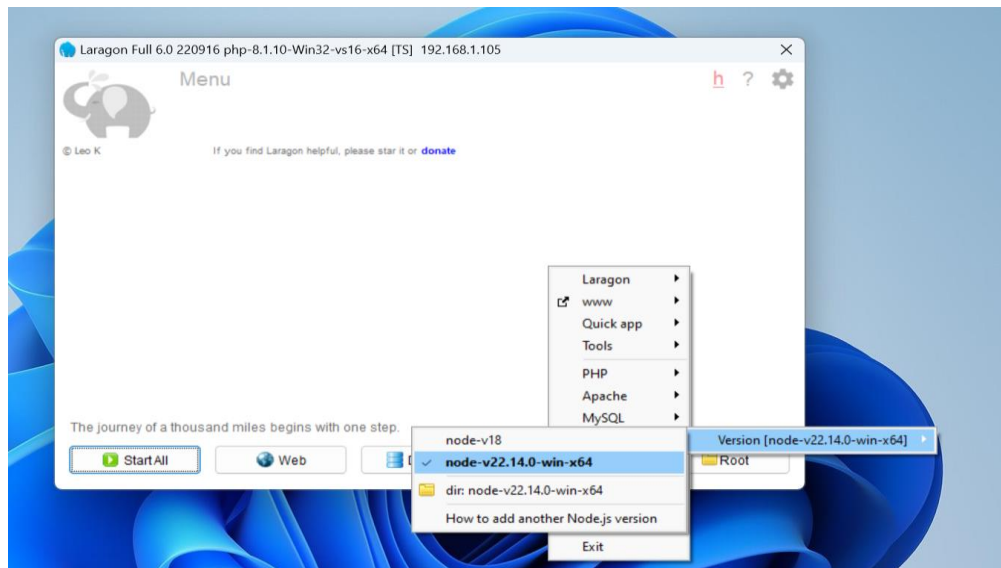 Laragon Full 6.0 220916 php-8.1.10-Win32-vs16-x64 [TS] 192.168.1.105
Menu
h ?
© Leo K
If you find Laragon helpful, please star it or donate
Laragon
www
Quick app
Tools
PHP
Apache
MySQL
The journey of a thousand miles begins with one step.
node-v18
Version [node-v22.14.0-win-x64]
Start All
Web
node-v22.14.0-win-x64
Root
dir: node-v22.14.0-win-x64
How to add another Node.js version
Exit